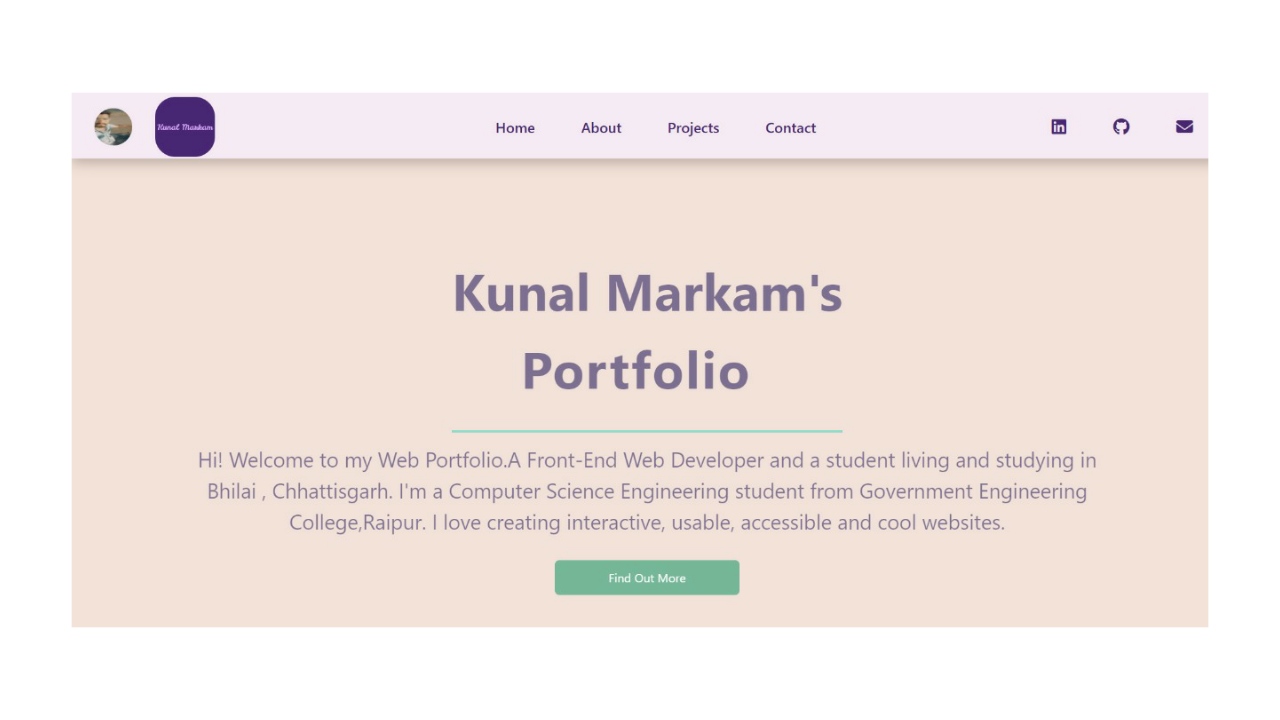 Kunal Markam
Home
About
Projects
Contact
Kunal Markam's
Portfolio
Hi! Welcome to my Web Portfolio.A Front-End Web Developer and a student living and studying in
Bhilai , Chhattisgarh. I'm a Computer Science Engineering student from Government Engineering
College,Raipur. I love creating interactive, usable, accessible and cool websites.
Find Out More